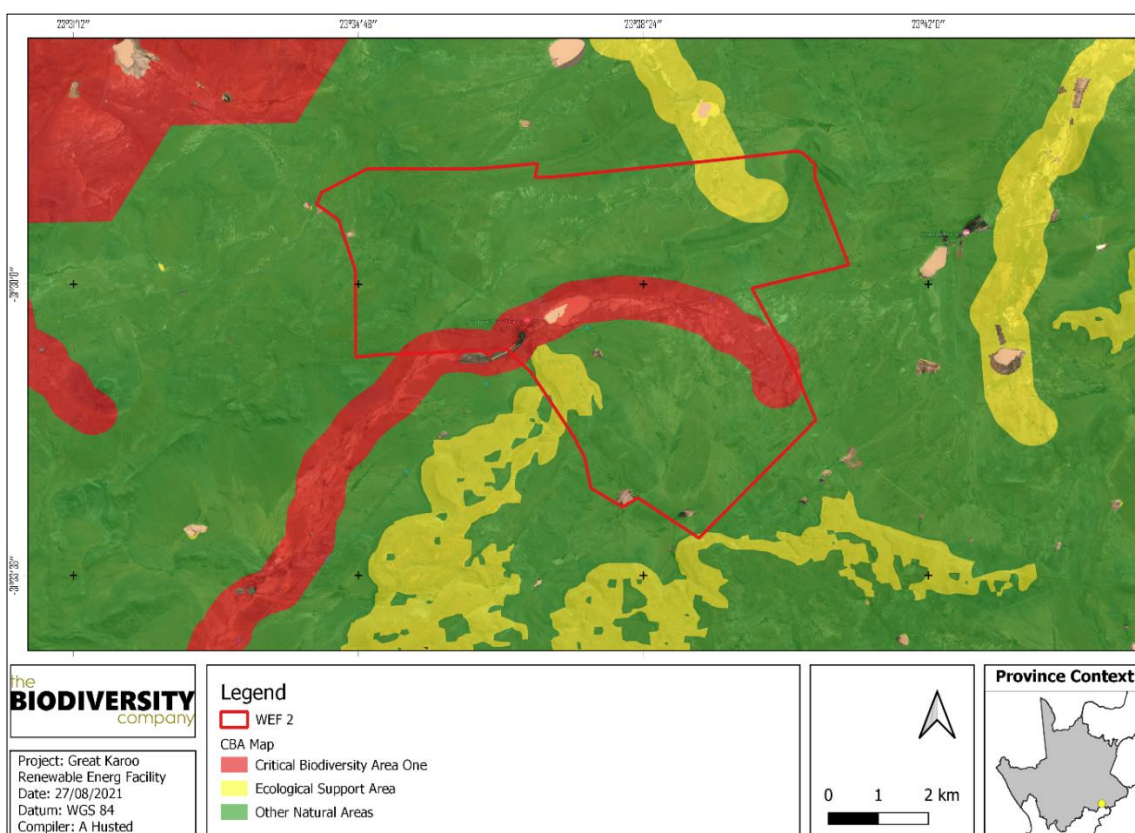 23°34'48"
23°38'24"
23°42'0"
the
BIODIVERSITY
company
Project: Great Karoo
Renewable Energ Facility
Date: 27/08/2021
Datum: WGS 84
Compiler: A Husted
Legend
WEF 2
CBA Map
Critical Biodiversity Area One
Ecological Support Area
Other Natural Areas
0 1 2 km
Province Context